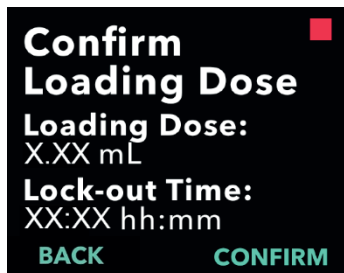 Confirm
Loading Dose
Loading Dose:
X.XX mL
Lock-out Time:
XX:XX hh:mm
BACK CONFIRM